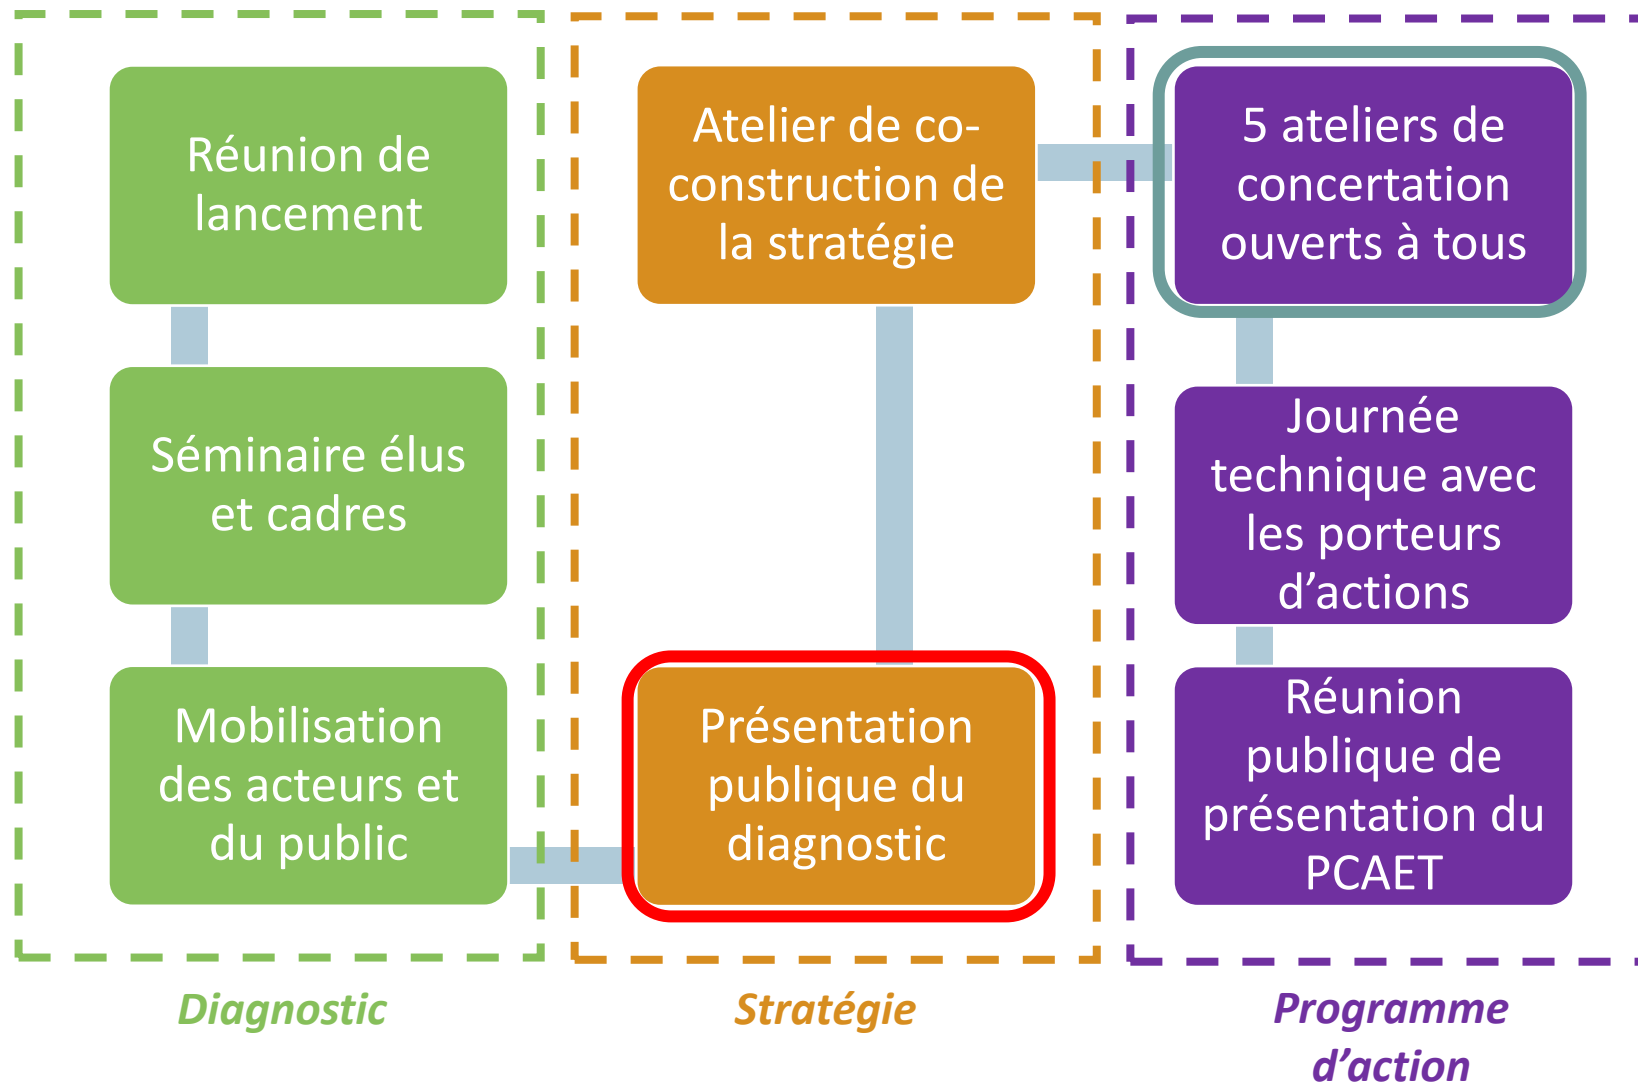 Réunion de
lancement
Séminaire élus
et cadres
Mobilisation
des acteurs et
du public
Diagnostic
Atelier de co-
construction de
la stratégie
Présentation
publique du
diagnostic
Stratégie
5 ateliers de
concertation
ouverts à tous
Journée
technique avec
les porteurs
d’actions
Réunion
publique de
présentation du
PCAET
Programme
d’action